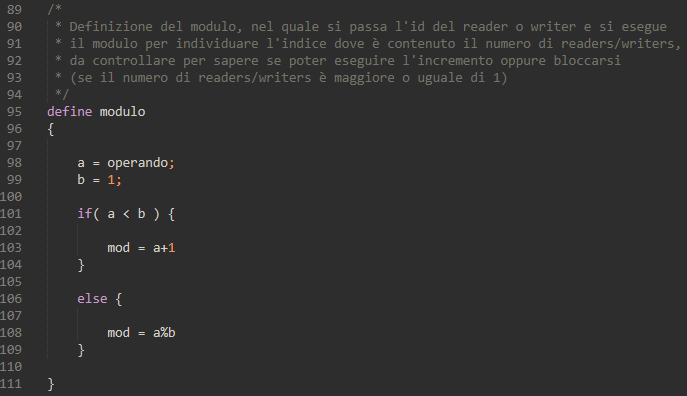 89 /*
90 * Definizione del modulo, nel quale si passa l'id del reader o writer e si esegue
91 * il modulo per individuare l'indice dove è contenuto il numero di readers/writers,
92 * da controllare per sapere se poter eseguire l'incremento oppure bloccarsi
93 * (se il numero di readers/writers è maggiore o uguale di 1)
94 */
95 define modulo
96 {
97
98 a = operando;
99 b = 1;
100
101 if( a < b ) {
102
103 mod = a+1
104 }
105
106 else {
107
108 mod = a%b
109 }
110
111 }